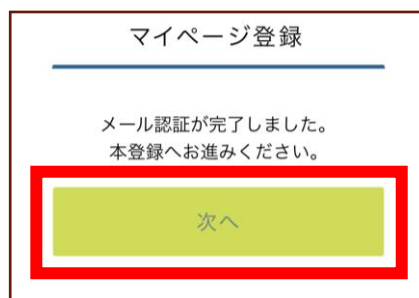 マイページ登録
メール認証が完了しました。
本登録へお進みください。
次へ